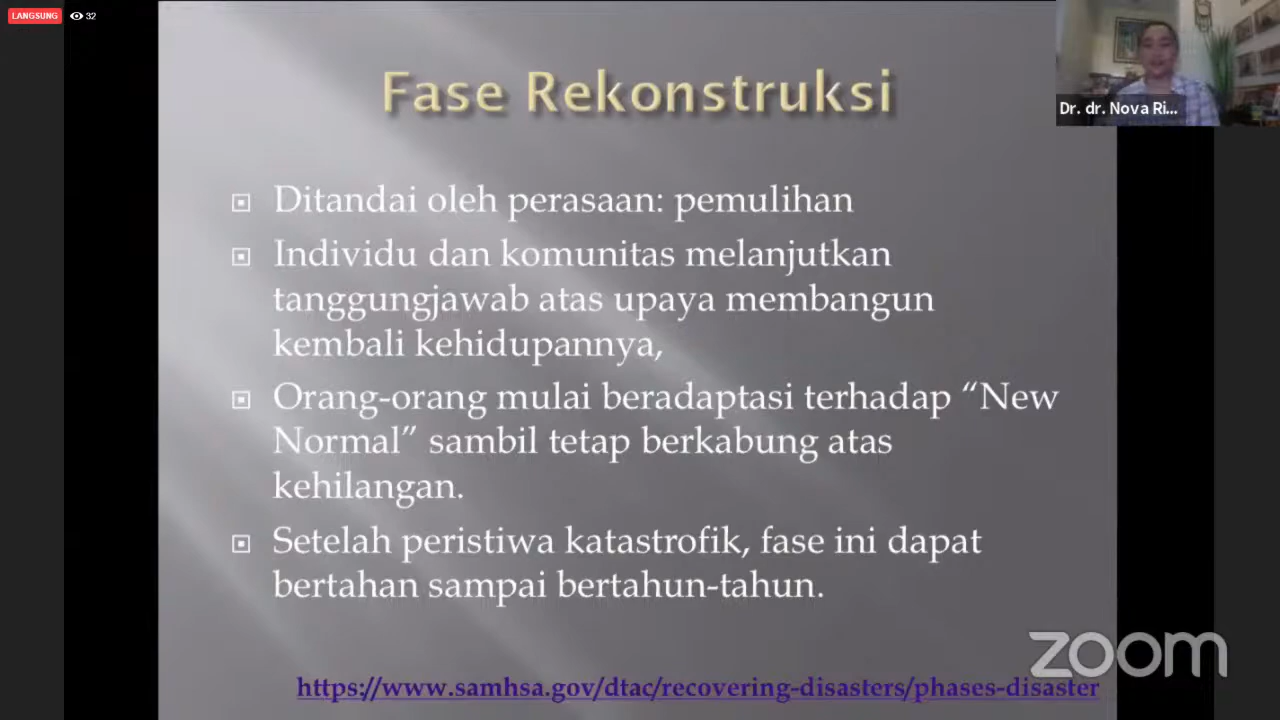 LANGSUNG 32
Dr. dr. Nova Ri...
Fase Rekonstruksi
Ditandai oleh perasaan: pemulihan
Individu dan komunitas melanjutkan
tanggungjawab atas upaya membangun
kembali kehidupannya,
Orang-orang mulai beradaptasi terhadap “New
Normal” sambil tetap berkabung atas
kehilangan.
Setelah peristiwa katastrofik, fase ini dapat
bertahan sampai bertahun-tahun.
zoom
https://www.samhsa.gov/dtac/recovering-disasters/phases-disaster